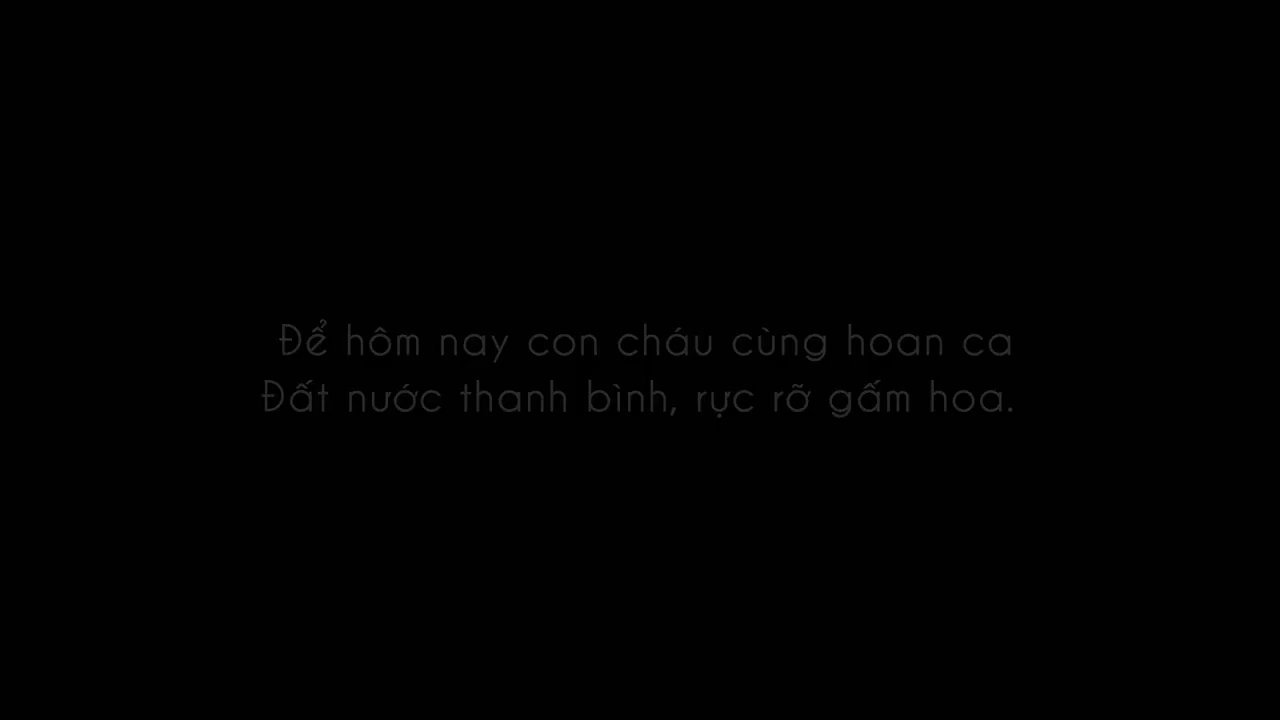 Để hôm nay con cháu cùng hoan ca
Đất nước thanh bình, rực rỡ gấm hoa.